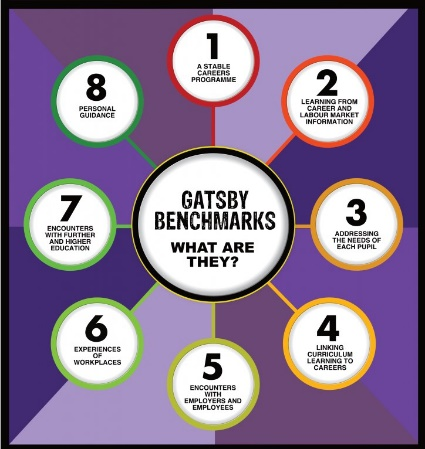 1
A STABLE
CAREERS
PROGRAMME
2
LEARNING FROM
CAREER AND
LABOUR MARKET
INFORMATION
3
ADDRESSING
THE NEEDS OF
EACH PUPIL
4
LINKING
CURRICULUM
LEARNING TO
CAREERS
5
ENCOUNTERS
WITH
EMPLOYERS AND
EMPLOYEES
6
EXPERIENCES
OF
WORKPLACES
7
ENCOUNTERS
WITH FURTHER
AND HIGHER
EDUCATION
8
PERSONAL
GUIDANCE
GATSBY
BENCHMARKS
WHAT ARE
THEY?